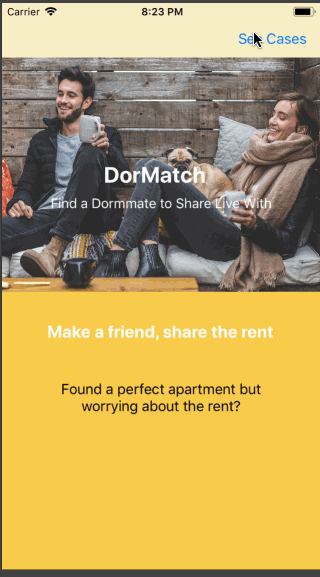 Carrier 8:23 PM
See Cases
DorMatch
Find a Dormmate to Share Live With
Make a friend, share the rent
Found a perfect apartment but
worrying about the rent?